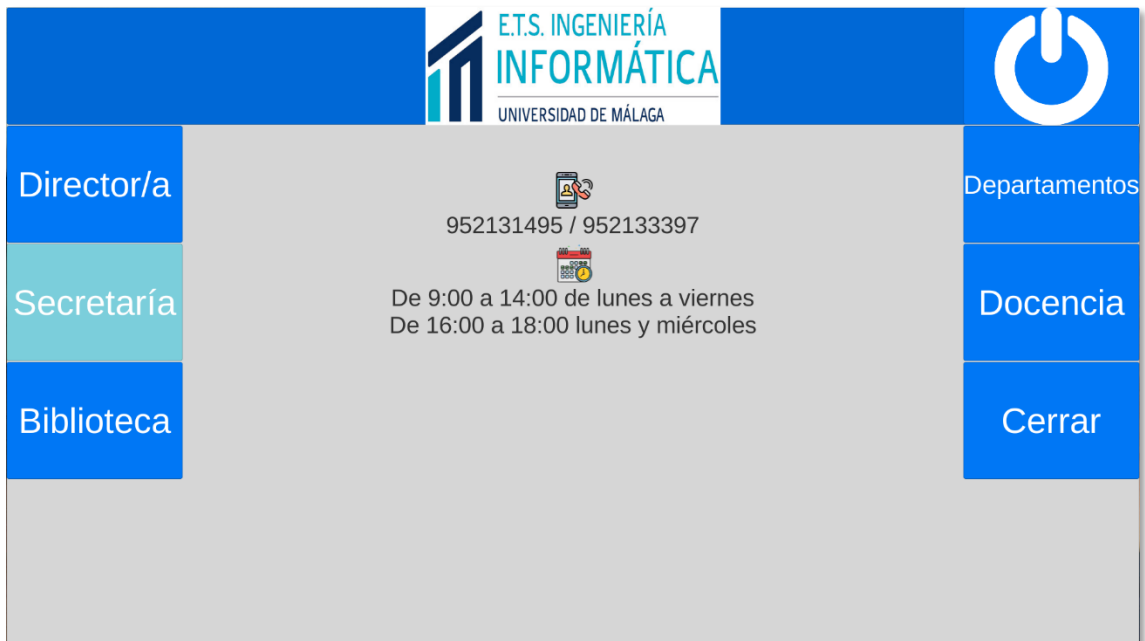 E.T.S. INGENIERÍA
INFORMÁTICA
UNIVERSIDAD DE MÁLAGA
Director/a
Secretaría
Biblioteca
952131495 / 952133397
De 9:00 a 14:00 de lunes a viernes
De 16:00 a 18:00 lunes y miércoles
Departamentos
Docencia
Cerrar